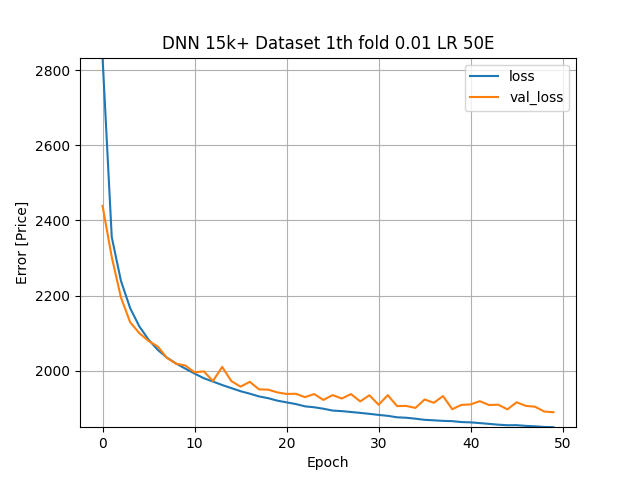 DNN 15k+ Dataset 1th fold 0.01 LR 50E
loss
val_loss
Error [Price]
2800
2600
2400
2200
2000
0 10 20 30 40 50
Epoch